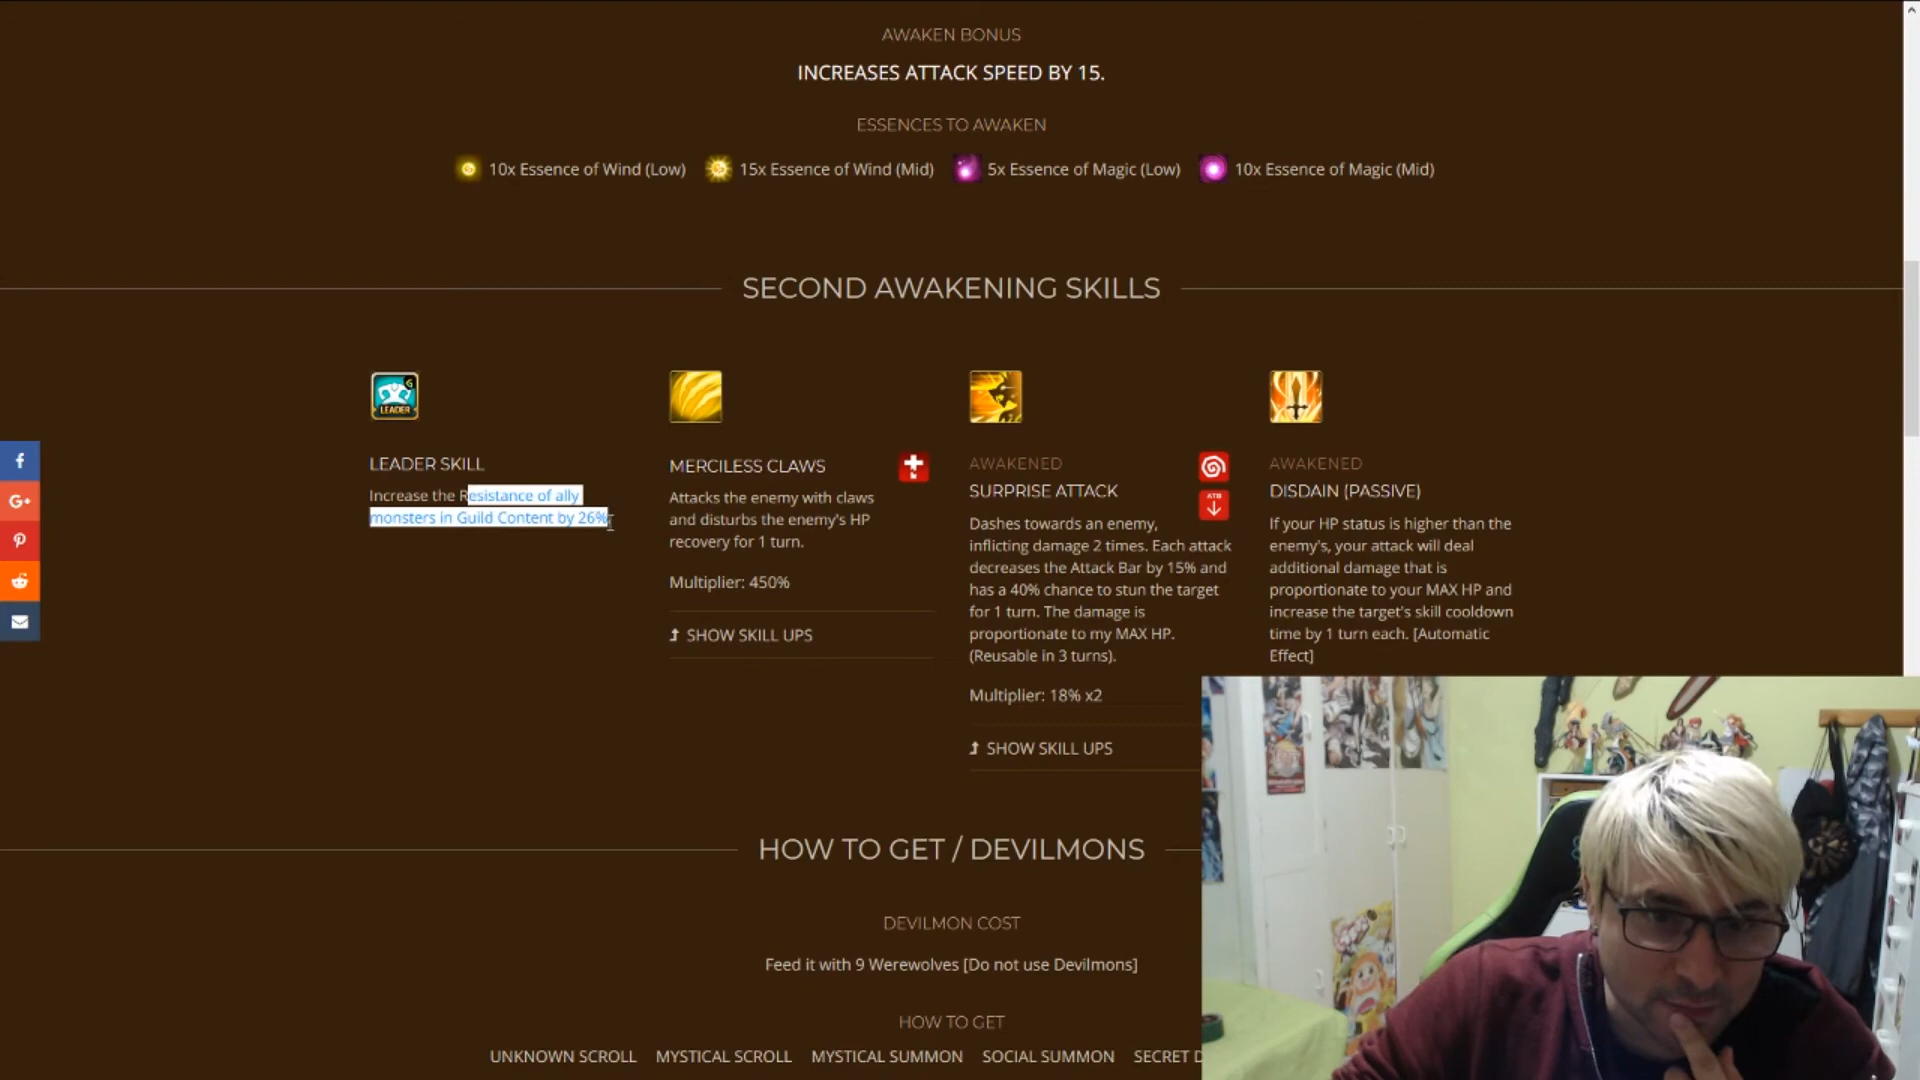 AWAKEN BONUS
INCREASES ATTACK SPEED BY 15.
ESSENCES TO AWAKEN
10x Essence of Wind (Low) 15x Essence of Wind (Mid) 5x Essence of Magic (Low) 10x Essence of Magic (Mid)
SECOND AWAKENING SKILLS
G
LEADER
LEADER SKILL
Increase the Resistance of ally
monsters in Guild Content by 26%
MERCILESS CLAWS
Attacks the enemy with claws
and disturbs the enemy's HP
recovery for 1 turn.
Multiplier: 450%
SHOW SKILL UPS
AWAKENED
SURPRISE ATTACK
ATB
Dashes towards an enemy,
inflicting damage 2 times. Each attack
decreases the Attack Bar by 15% and
has a 40% chance to stun the target
for 1 turn. The damage is
proportionate to my MAX HP.
(Reusable in 3 turns).
Multiplier: 18% x2
SHOW SKILL UPS
AWAKENED
DISDAIN (PASSIVE)
If your HP status is higher than the
enemy's, your attack will deal
additional damage that is
proportionate to your MAX HP and
increase the target's skill cooldown
time by 1 turn each. [Automatic
Effect]
f
G+
HOW TO GET / DEVILMONS
DEVILMON COST
Feed it with 9 Werewolves [Do not use Devilmons]
HOW TO GET
UNKNOWN SCROLL MYSTICAL SCROLL MYSTICAL SUMMON SOCIAL SUMMON SECRET D